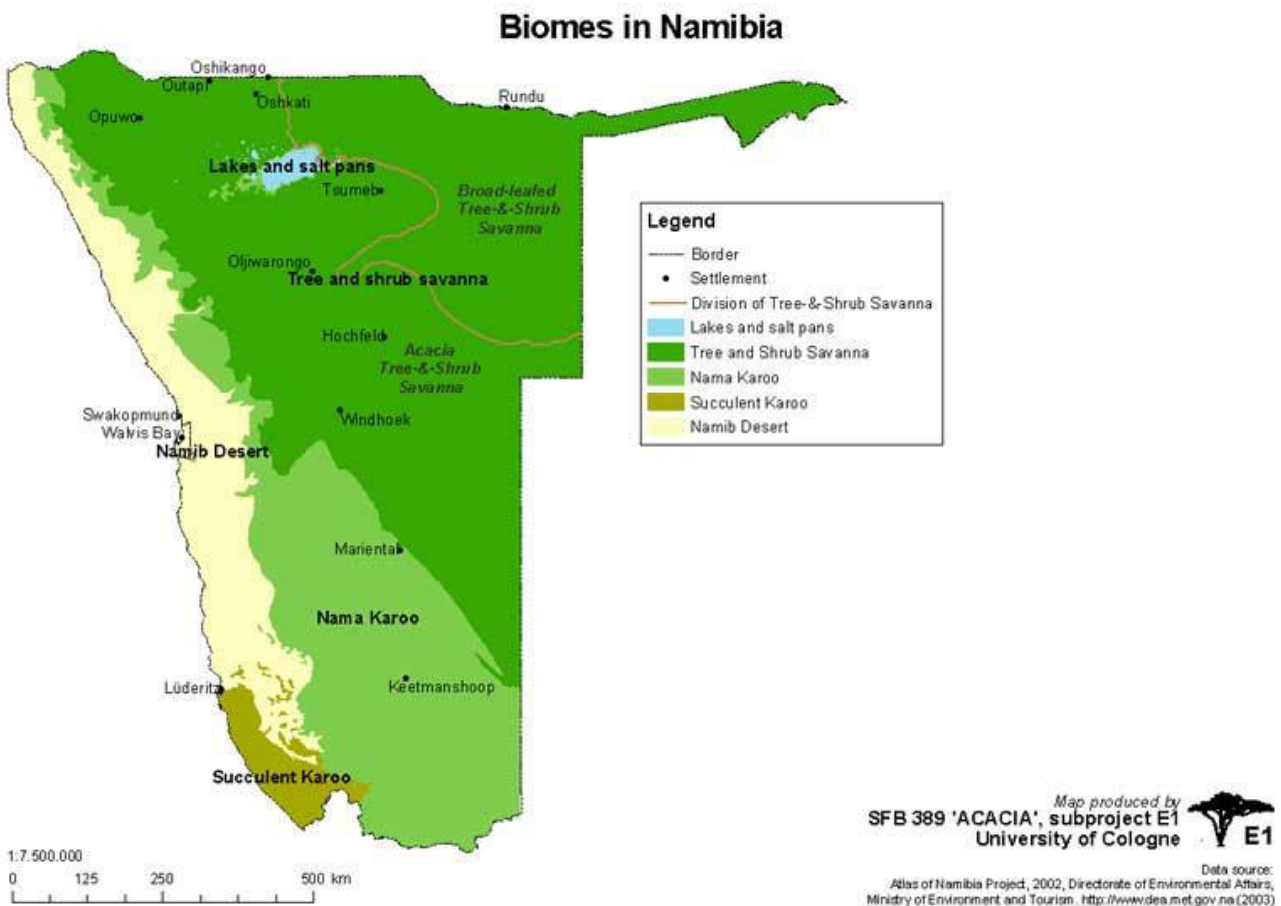 Biomes in Namibia
Oshikango
Outapi
Oshkati
Opuwo
Rundu
Lakes and salt pans
Tsumeb
Broad-leafed
Tree-&-Shrub
Savanna
Oljiwarongo
Tree and shrub savanna
Hochfeld
Acacia
Tree-&-Shrub
Savanna
Windhoek
Swakopmund
Walvis Bay
Namib Desert
Mariental
Nama Karoo
Lüderitz
Keetmanshoop
Succulent Karoo
Legend
Border
Settlement
Division of Tree-&-Shrub Savanna
Lakes and salt pans
Tree and Shrub Savanna
Nama Karoo
Succulent Karoo
Namib Desert
1:7.500.000
0 125 250 500 km
Map produced by
SFB 389 'ACACIA', subproject E1
University of Cologne
E1
Data source:
Atlas of Namibia Project, 2002, Directorate of Environmental Affairs,
Ministry of Environment and Tourism. http://www.dea.met.gov.na (2003)